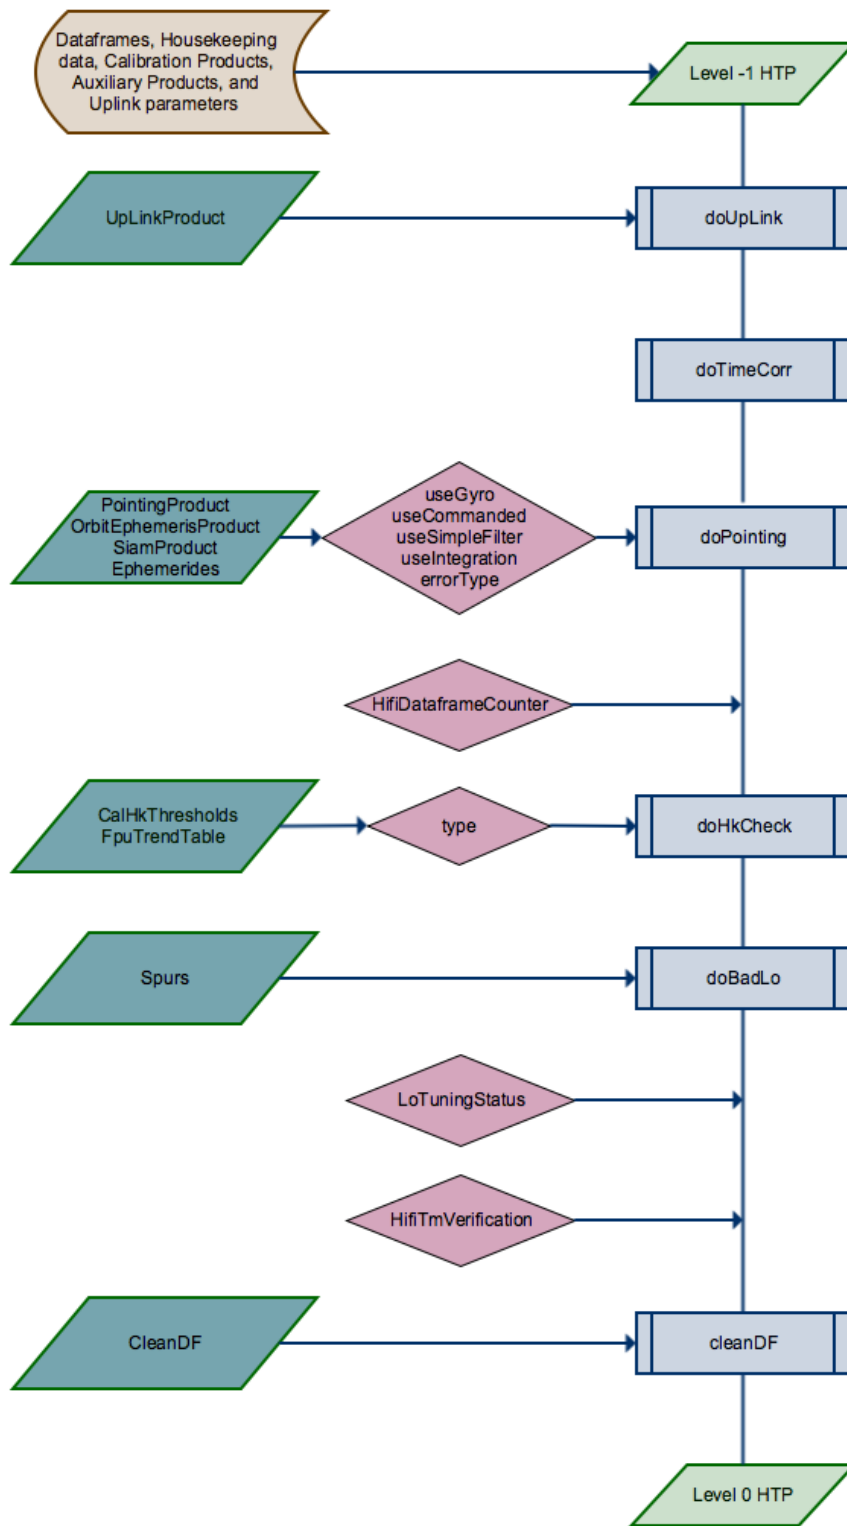 Dataframes, Housekeeping
data, Calibration Products,
Auxiliary Products, and
Uplink parameters
Level -1 HTP
UpLinkProduct
doUpLink
doTimeCorr
PointingProduct
OrbitEphemerisProduct
SiamProduct
Ephemerides
useGyro
useCommanded
useSimpleFilter
useIntegration
errorType
doPointing
HifiDataframeCounter
CalHkThresholds
FpuTrendTable
type
doHkCheck
Spurs
doBadLo
LoTuningStatus
HifiTmVerification
CleanDF
cleanDF
Level 0 HTP